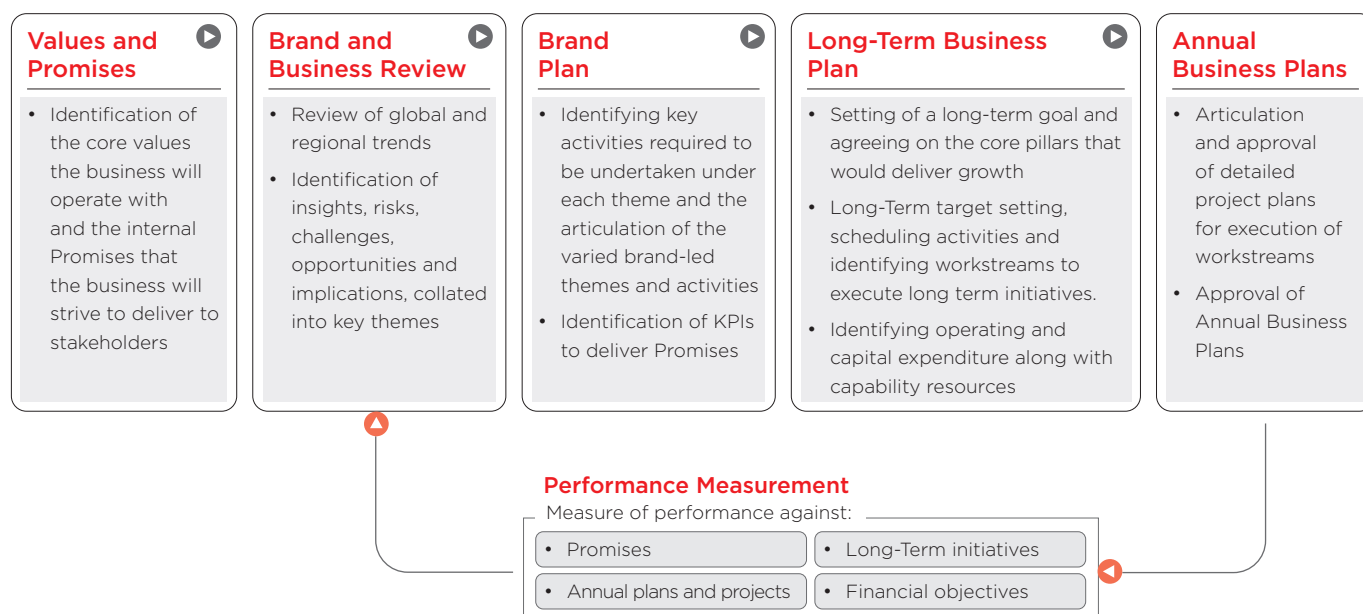 Values and
Promises
• Identification of
the core values
the business will
operate with
and the internal
Promises that
the business will
strive to deliver to
stakeholders
Brand and
Business Review
• Review of global and
regional trends
• Identification of
insights, risks,
challenges,
opportunities and
implications, collated
into key themes
Brand
Plan
• Identifying key
activities required to
be undertaken under
each theme and the
articulation of the
varied brand-led
themes and activities
• Identification of KPIs
to deliver Promises
Long-Term Business
Plan
• Setting of a long-term goal and
agreeing on the core pillars that
would deliver growth
• Long-Term target setting,
scheduling activities and
identifying workstreams to
execute long term initiatives.
• Identifying operating and
capital expenditure along with
capability resources
Annual
Business Plans
• Articulation
and approval
of detailed
project plans
for execution of
workstreams
• Approval of
Annual Business
Plans
Performance Measurement
Measure of performance against:
• Promises
• Long-Term initiatives
• Annual plans and projects
• Financial objectives